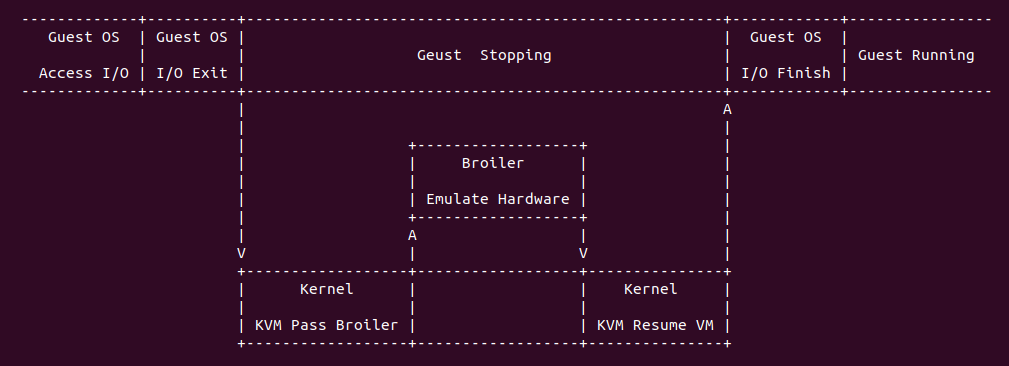 Guest OS Guest OS Guest OS
Geust Stopping Guest Running
Access I/O I/O Exit I/O Finish
A
Broiler
Emulate Hardware
A
V V
Kernel Kernel
KVM Pass Broiler KVM Resume VM